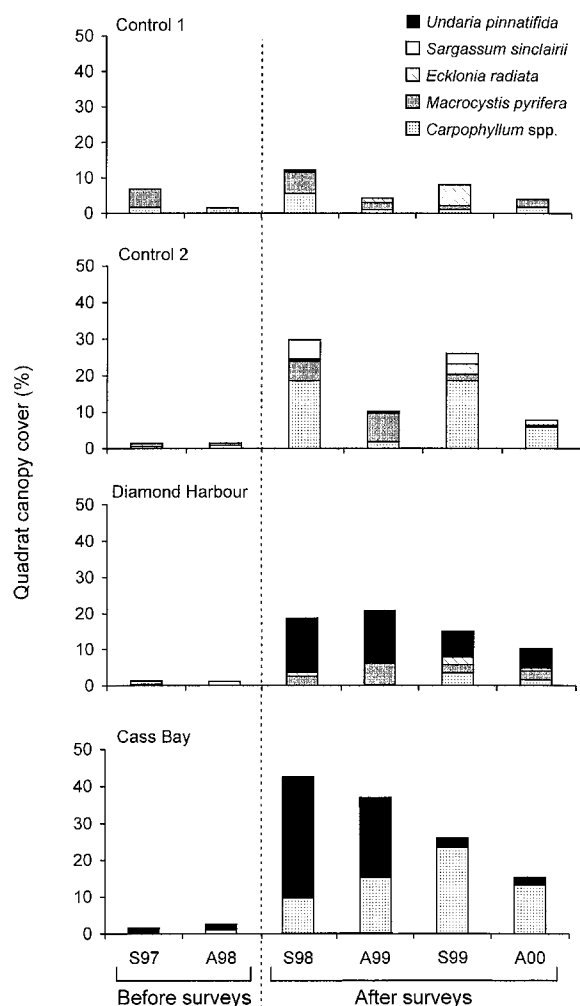 Control 1
Undaria pinnatifida
Sargassum sinclairii
Ecklonia radiata
Macrocystis pyrifera
Carpophyllum spp.
50
40
30
20
10
0
Control 2
50
40
30
20
10
0
Quadrat canopy cover (%)
Diamond Harbour
50
40
30
20
10
0
Cass Bay
50
40
30
20
10
0
S97 A98 S98 A99 S99 A00
Before surveys After surveys